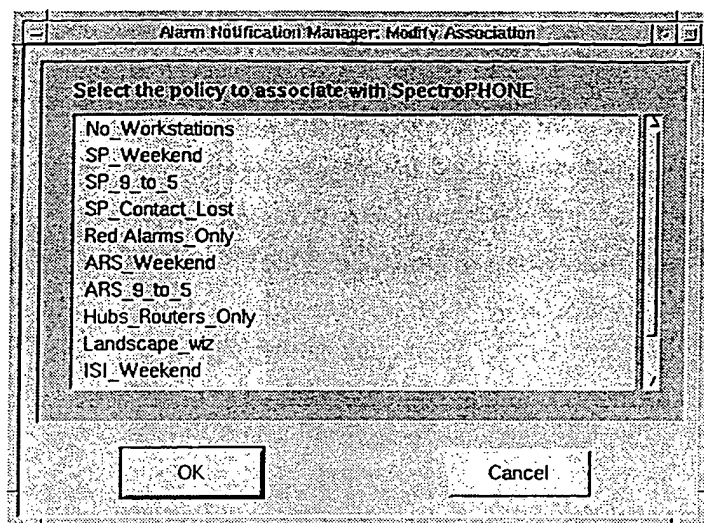 Alarm Notification Manager: Modify Association
Select the policy to associate with SpectroPHONE
No_Workstations
SP_Weekend
SP_9_to_5
SP_Contact_Lost
Red Alarms_Only
ARS_Weekend
ARS_9_to_5
Hubs_Routers_Only
Landscape_wiz
ISI_Weekend
OK
Cancel